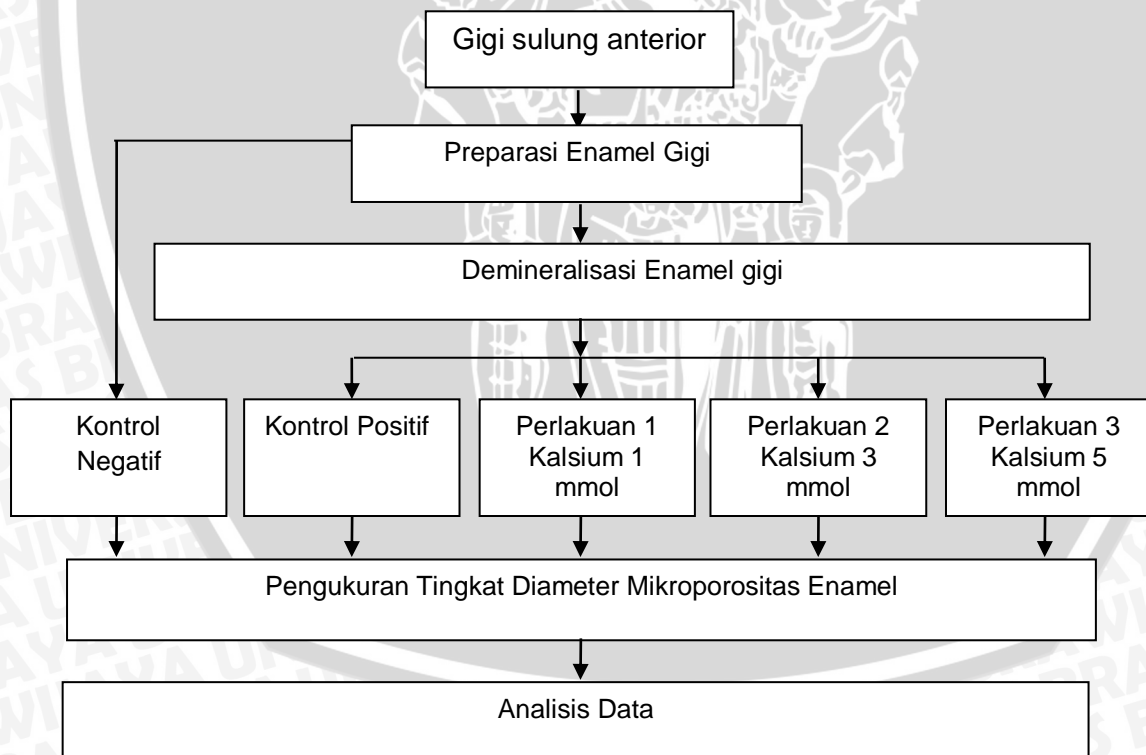 Gigi sulung anterior
Preparasi Enamel Gigi
Demineralisasi Enamel gigi
Kontrol
Negatif
Kontrol Positif
Perlakuan 1
Kalsium 1
mmol
Perlakuan 2
Kalsium 3
mmol
Perlakuan 3
Kalsium 5
mmol
Pengukuran Tingkat Diameter Mikroporositas Enamel
Analisis Data